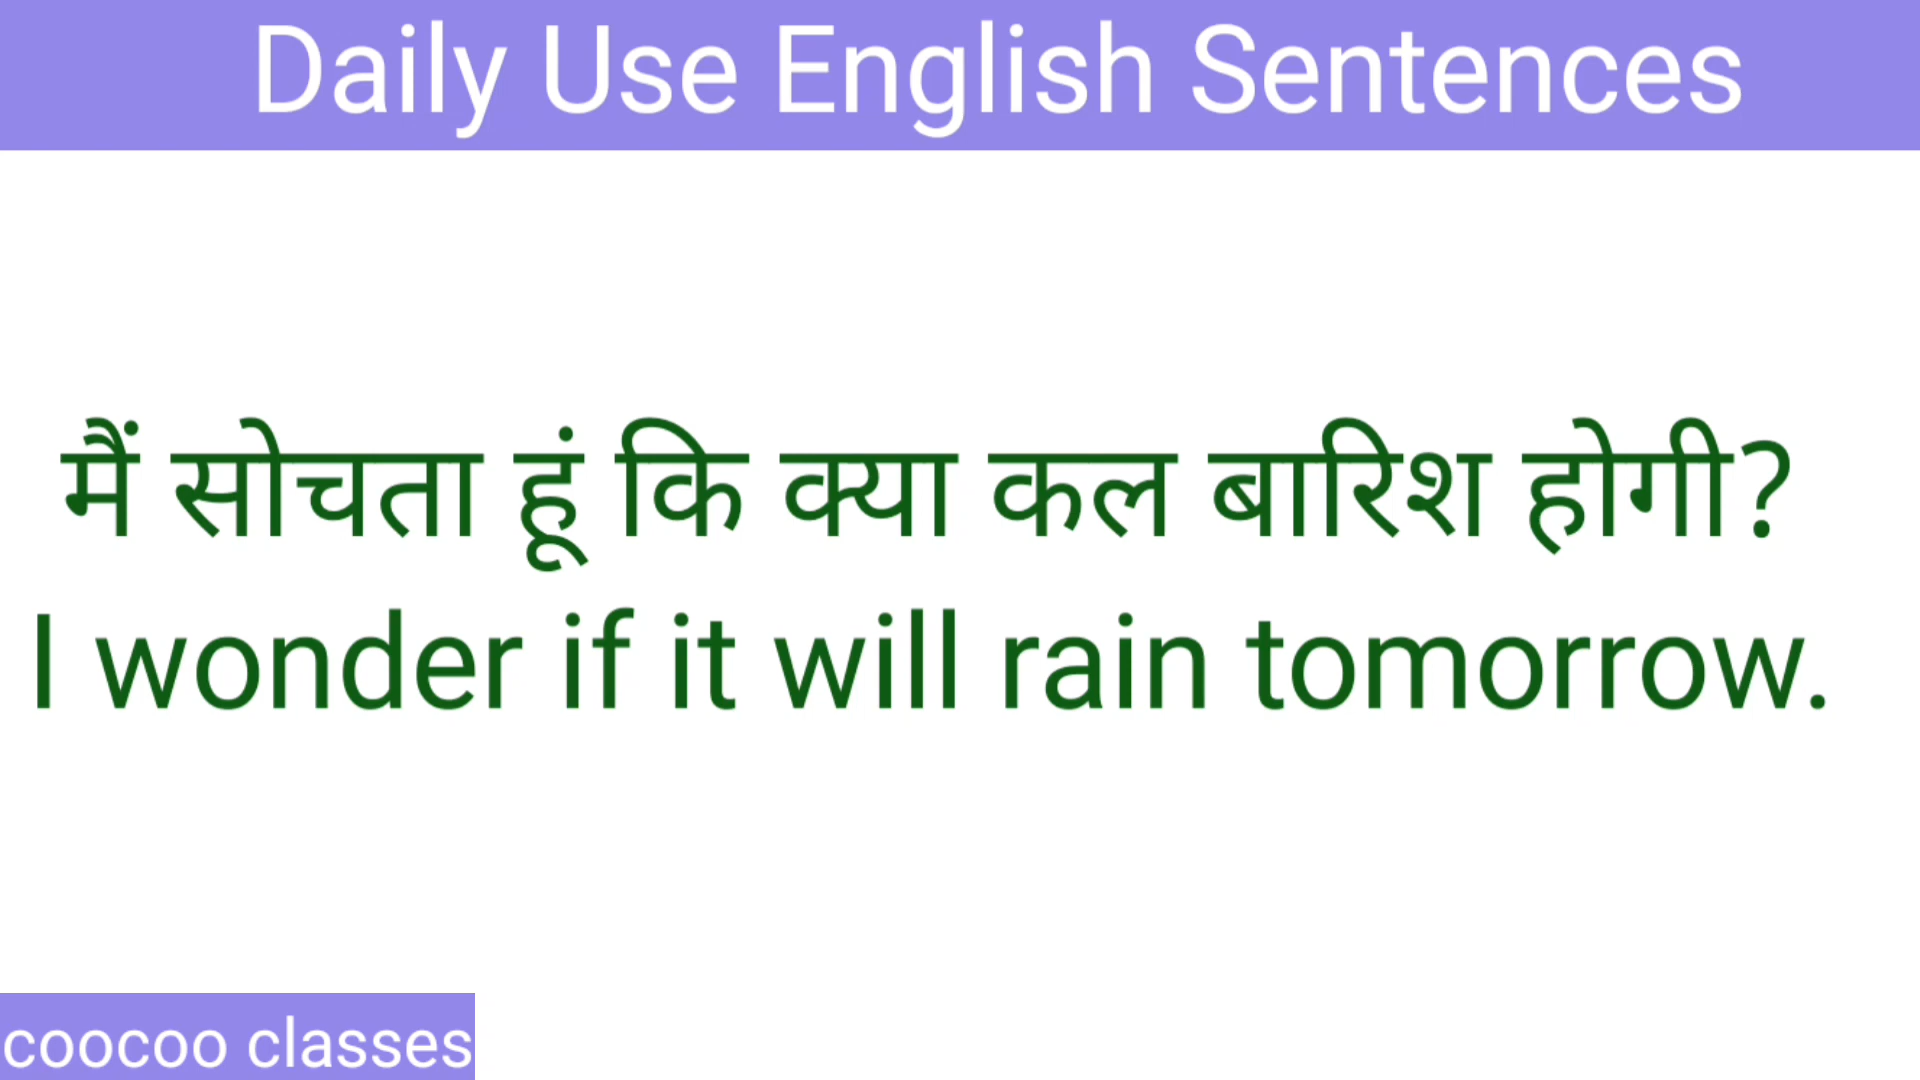 Daily Use English Sentences
मैं सोचता हूं कि क्या कल बारिश होगी?
I wonder if it will rain tomorrow.
coocoo classes